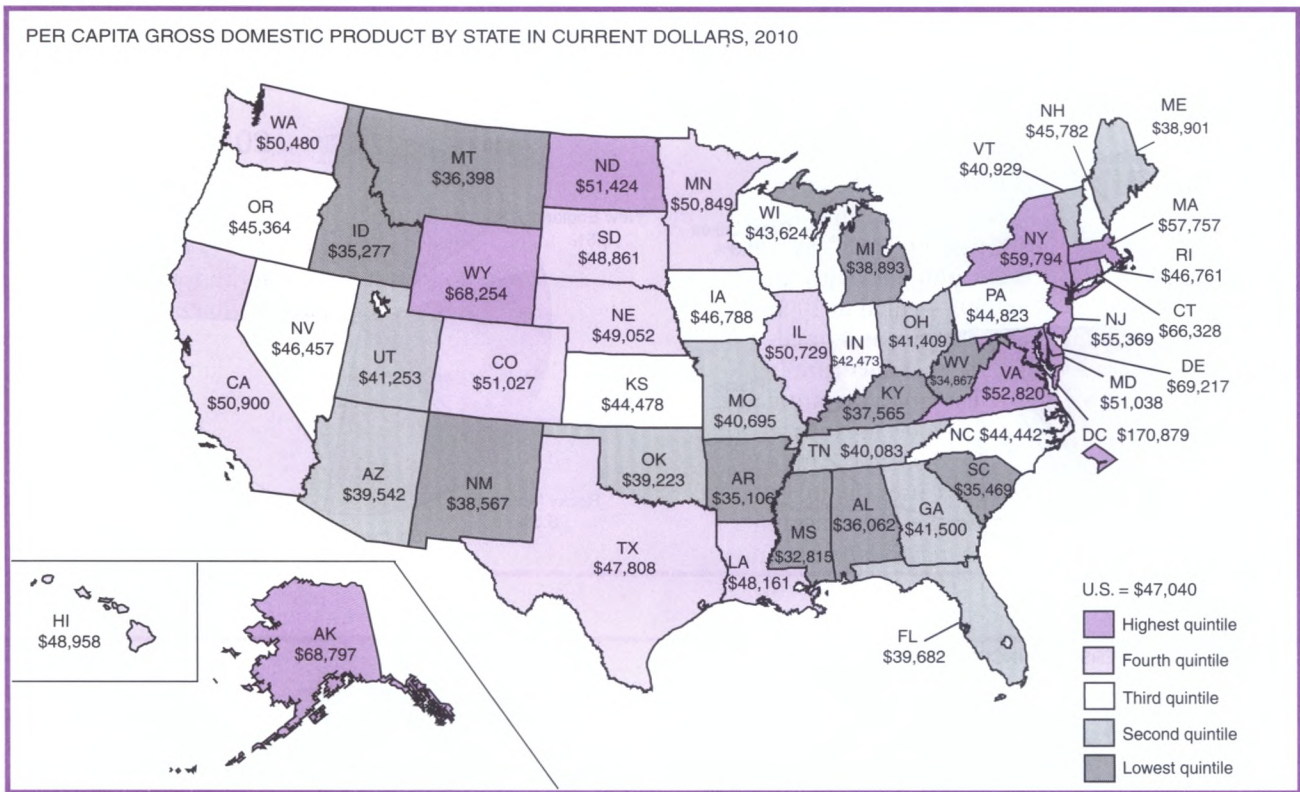 PER CAPITA GROSS DOMESTIC PRODUCT BY STATE IN CURRENT DOLLARS, 2010
WA
$50,480
MT
$36,398
ND
$51,424
MN
$50,849
OR
$45,364
ID
$35,277
WY
$68,254
SD
$48,861
WI
$43,624
MI
$38,893
VT
$40,929
NH
$45,782
ME
$38,901
NY
$59,794
MA
$57,757
RI
$46,761
CT
$66,328
NJ
$55,369
DE
$69,217
MD
$51,038
DC $170,879
PA
$44,823
NV
$46,457
UT
$41,253
CO
$51,027
NE
$49,052
IA
$46,788
IL
$50,729
IN
$42,473
OH
$41,409
WV
$34,867
VA
$52,820
CA
$50,900
KS
$44,478
MO
$40,695
KY
$37,565
NC $44,442
TN $40,083
SC
$35,469
AZ
$39,542
NM
$38,567
OK
$39,223
AR
$35,106
MS
$32,815
AL
$36,062
GA
$41,500
TX
$47,808
LA
$48,161
FL
$39,682
HI
$48,958
AK
$68,797
U.S. = $47,040
Highest quintile
Fourth quintile
Third quintile
Second quintile
Lowest quintile